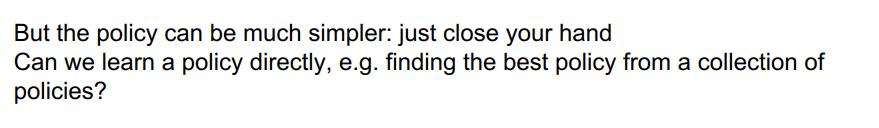 But the policy can be much simpler: just close your hand
Can we learn a policy directly, e.g. finding the best policy from a collection of
policies?